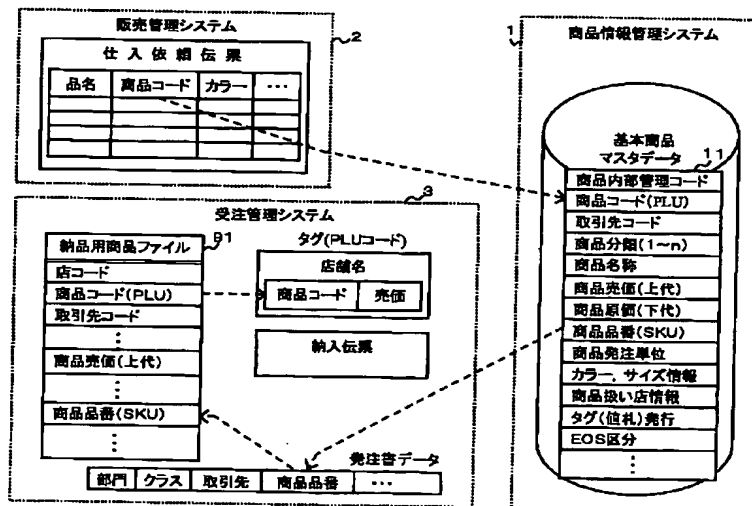 販売管理システム
2
仕入依頼伝票
品名 商品コード カラー ・・・
1
商品情報管理システム
基本商品
マスタデータ
11
商品内部管理コード
商品コード(PLU)
取引先コード
商品分類(1~n)
商品名称
商品売価(上代)
商品原価(下代)
商品品番(SKU)
商品発注単位
カラー,サイズ情報
商品扱い店情報
タグ(値札)発行
EOS区分
⋮
3
受注管理システム
31
納品用商品ファイル
店コード
商品コード(PLU)
取引先コード
⋮
商品売価(上代)
⋮
商品品番(SKU)
⋮
タグ(PLUコード)
店舗名
商品コード 売価
納入伝票
発注書データ
部門 クラス 取引先 商品品番 ・・・